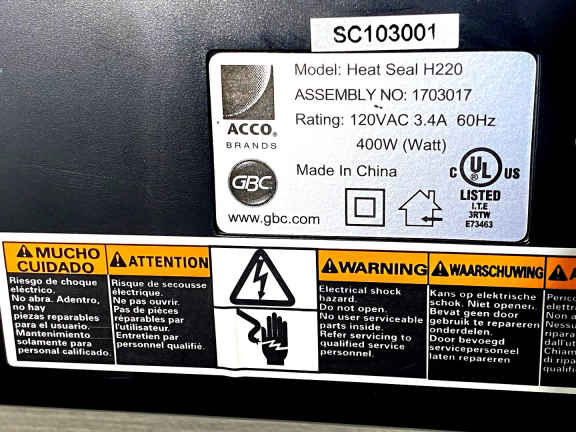 SC103001
Model: Heat Seal H220
ASSEMBLY NO: 1703017
Rating: 120VAC 3.4A 60Hz
400W (Watt)
Made In China
ACCO®
BRANDS
GBC
www.gbc.com
C UL® US
LISTED
I.T.E
3RTW
E73463
MUCHO
CUIDADO
Riesgo de choque
eléctrico.
No abra. Adentro,
no hay
piezas reparables
para el usuario.
Mantenimiento
solamente para
personal calificado.
ATTENTION
Risque de secousse
électrique.
Ne pas ouvrir.
Pas de pièces
réparables par
l'utilisateur.
Entretien par
personnel qualifié.
WARNING
Electrical shock
hazard.
Do not open.
No user serviceable
parts inside.
Refer servicing to
qualified service
personnel.
WAARSCHUWING
Kans op elektrische
schok. Niet openen.
Bevat geen door
gebruik te repareren
onderdelen.
Door bevoegd
servicepersoneel
laten repareren